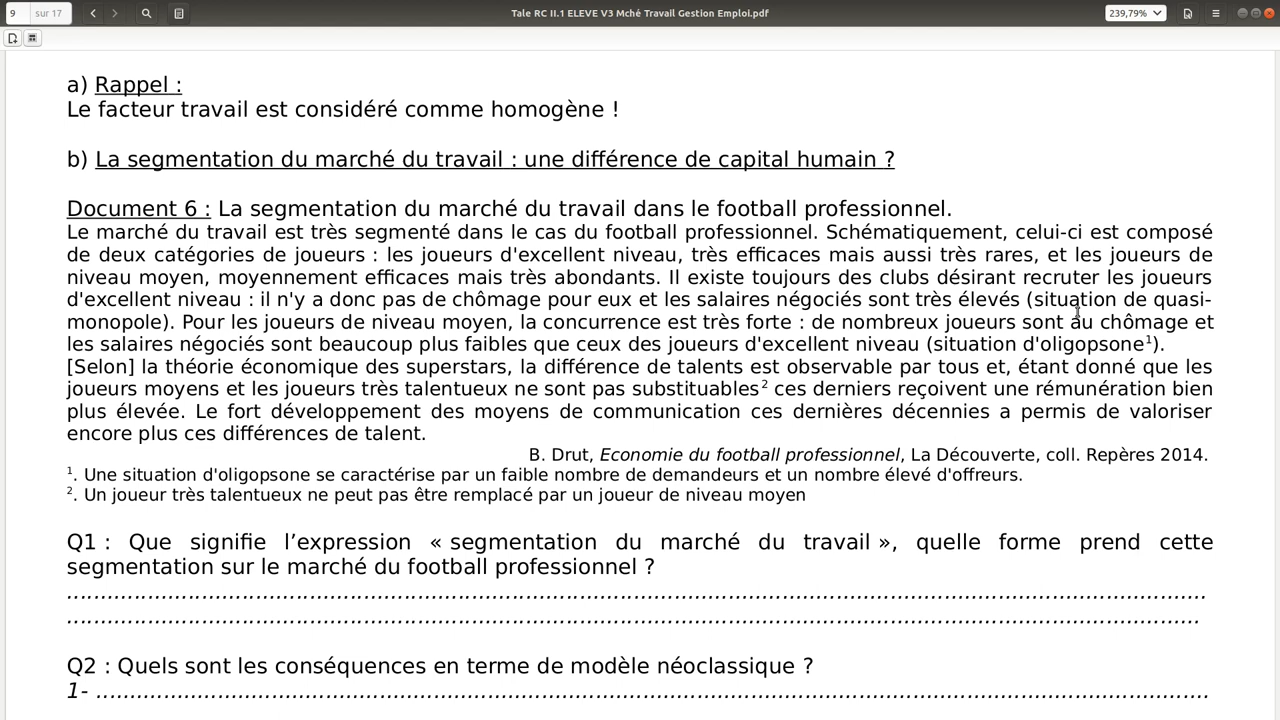 9 sur 17 Tale RC II.1 ELEVE V3 Mché Travail Gestion Emploi.pdf 239,79%
a) Rappel :
Le facteur travail est considéré comme homogène !
b) La segmentation du marché du travail : une différence de capital humain ?
Document 6 : La segmentation du marché du travail dans le football professionnel.
Le marché du travail est très segmenté dans le cas du football professionnel. Schématiquement, celui-ci est composé
de deux catégories de joueurs : les joueurs d'excellent niveau, très efficaces mais aussi très rares, et les joueurs de
niveau moyen, moyennement efficaces mais très abondants. Il existe toujours des clubs désirant recruter les joueurs
d'excellent niveau : il n'y a donc pas de chômage pour eux et les salaires négociés sont très élevés (situation de quasi-
monopole). Pour les joueurs de niveau moyen, la concurrence est très forte : de nombreux joueurs sont au chômage et
les salaires négociés sont beaucoup plus faibles que ceux des joueurs d'excellent niveau (situation d'oligopsone¹).
[Selon] la théorie économique des superstars, la différence de talents est observable par tous et, étant donné que les
joueurs moyens et les joueurs très talentueux ne sont pas substituables² ces derniers reçoivent une rémunération bien
plus élevée. Le fort développement des moyens de communication ces dernières décennies a permis de valoriser
encore plus ces différences de talent.
B. Drut, Economie du football professionnel, La Découverte, coll. Repères 2014.
¹. Une situation d'oligopsone se caractérise par un faible nombre de demandeurs et un nombre élevé d'offreurs.
². Un joueur très talentueux ne peut pas être remplacé par un joueur de niveau moyen
Q1 : Que signifie l’expression « segmentation du marché du travail », quelle forme prend cette
segmentation sur le marché du football professionnel ?
Q2 : Quels sont les conséquences en terme de modèle néoclassique ?
1- ................................................................